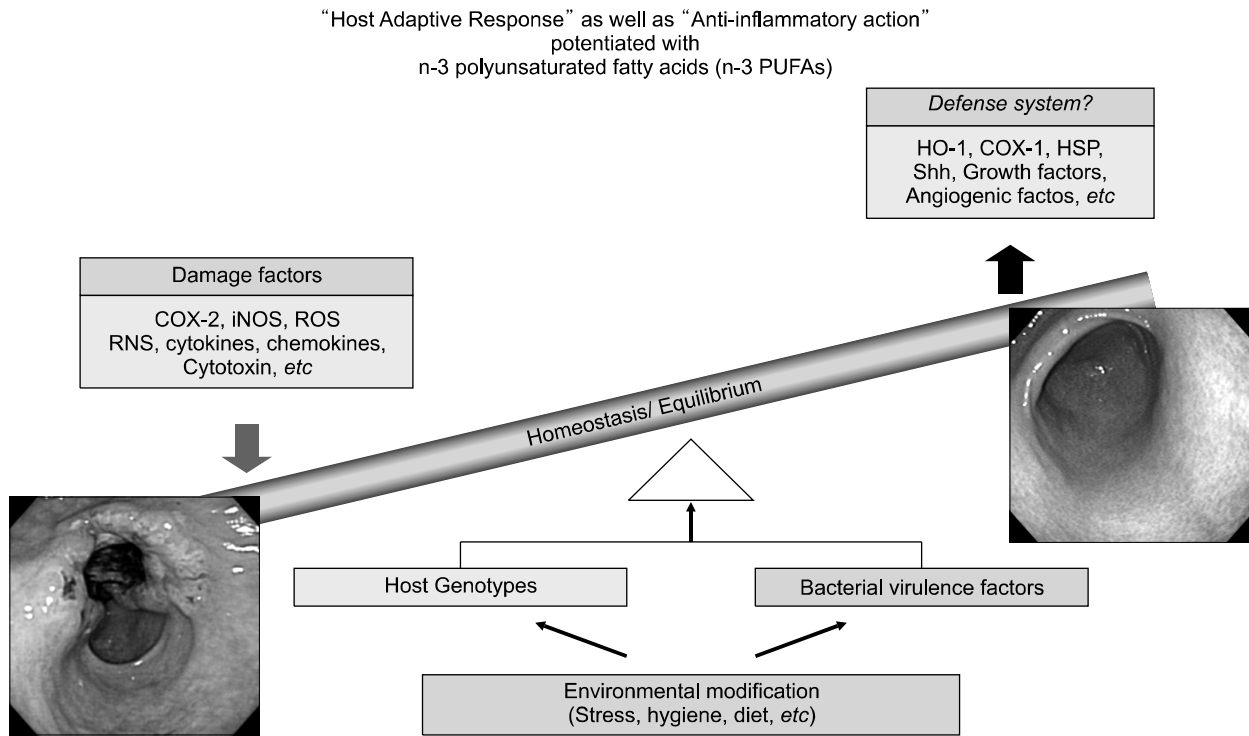 “Host Adaptive Response” as well as “Anti-inflammatory action”
potentiated with
n-3 polyunsaturated fatty acids (n-3 PUFAs)
Defense system?
HO-1, COX-1, HSP,
Shh, Growth factors,
Angiogenic factos, etc
Damage factors
COX-2, iNOS, ROS
RNS, cytokines, chemokines,
Cytotoxin, etc
Homeostasis/ Equilibrium
Host Genotypes
Bacterial virulence factors
Environmental modification
(Stress, hygiene, diet, etc)